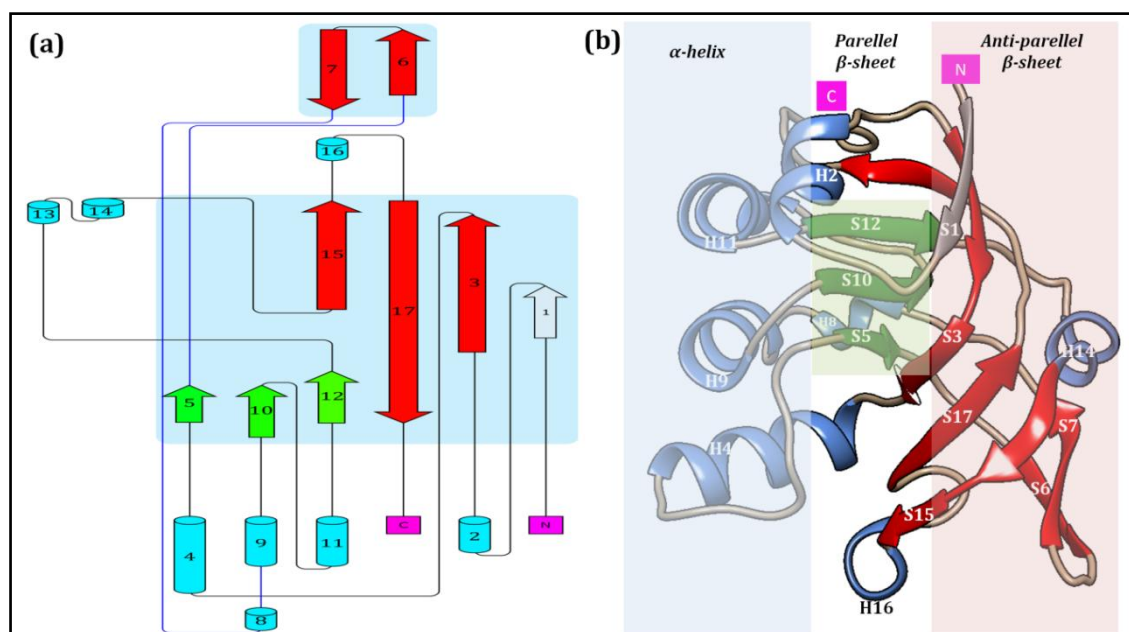 (a)
7
6
16
13
14
15
17
3
1
5
10
12
4
9
11
C
2
N
8
(b)
α-helix
Parellel
β-sheet
Anti-parellel
β-sheet
N
C
H2
S12
S1
H11
S10
H8
S5
S3
H14
H9
S17
S7
H4
S6
S15
H16